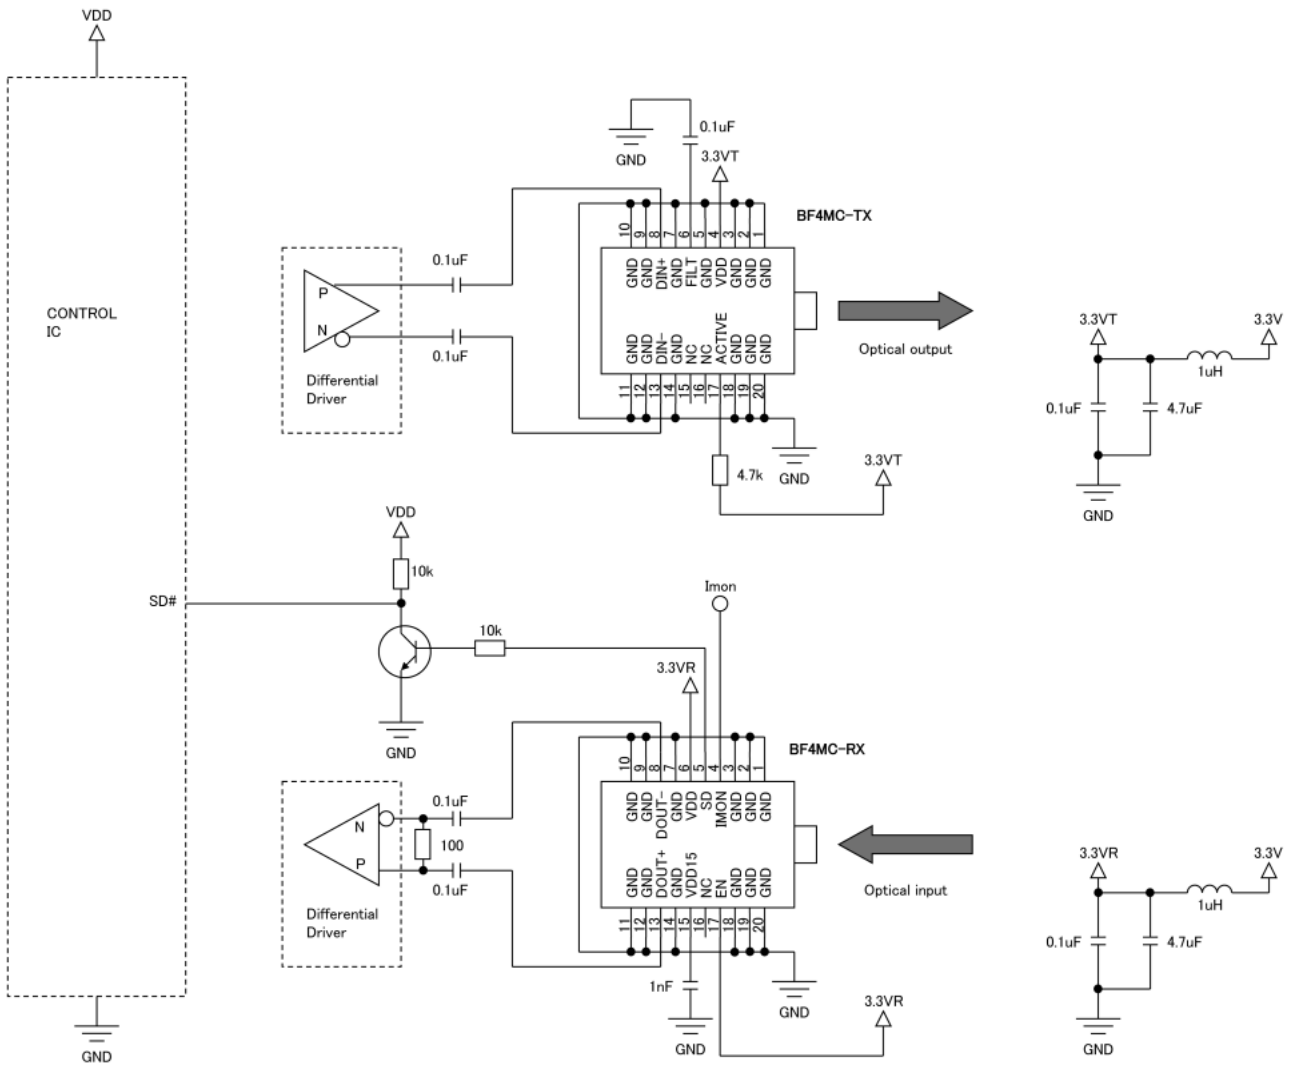 VDD
CONTROL
IC
SD#
GND
P
N
Differential
Driver
0.1uF
0.1uF
GND
0.1uF
3.3VT
BF4MC-TX
10
9
8
7
6
5
4
3
2
1
GND
GND
DIN+
GND
FILT
GND
VDD
GND
GND
GND
GND
GND
DIN-
GND
NC
NC
ACTIVE
GND
GND
GND
11
12
13
14
15
16
17
18
19
20
4.7k
GND
3.3VT
Optical output
3.3VT
3.3V
1uH
0.1uF
4.7uF
GND
VDD
10k
10k
GND
Imon
3.3VR
BF4MC-RX
10
9
8
7
6
5
4
3
2
1
GND
GND
DOUT-
GND
VDD
SD
IMON
GND
GND
GND
GND
GND
DOUT+
GND
VDD15
NC
EN
GND
GND
GND
11
12
13
14
15
16
17
18
19
20
N
P
Differential
Driver
0.1uF
100
0.1uF
1nF
GND
GND
3.3VR
Optical input
3.3VR
3.3V
1uH
0.1uF
4.7uF
GND